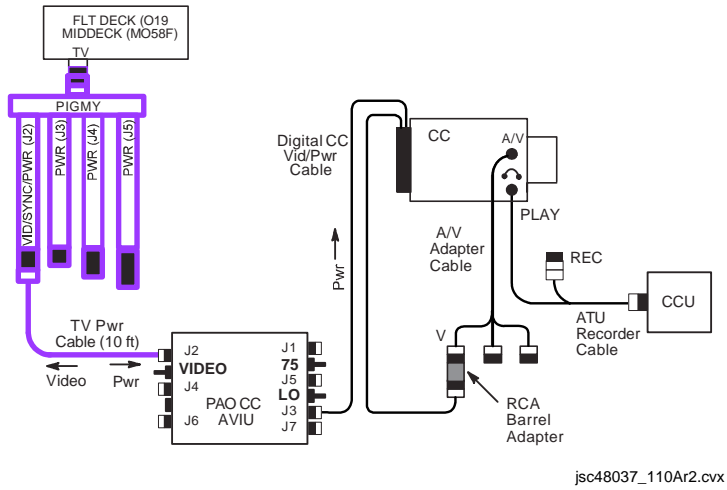 FLT DECK (O19
MIDDECK (MO58F)
TV
PIGMY
VID/SYNC/PWR (J2)
PWR (J3)
PWR (J4)
PWR (J5)
TV Pwr
Cable (10 ft)
Video
Pwr
J2
VIDEO
J4
J6
PAO CC
AVIU
J1
75
J5
LO
J3
J7
Digital CC
Vid/Pwr
Cable
Pwr
CC
A/V
PLAY
A/V
Adapter
Cable
REC
CCU
ATU
Recorder
Cable
V
RCA
Barrel
Adapter
jsc48037_110Ar2.cvx